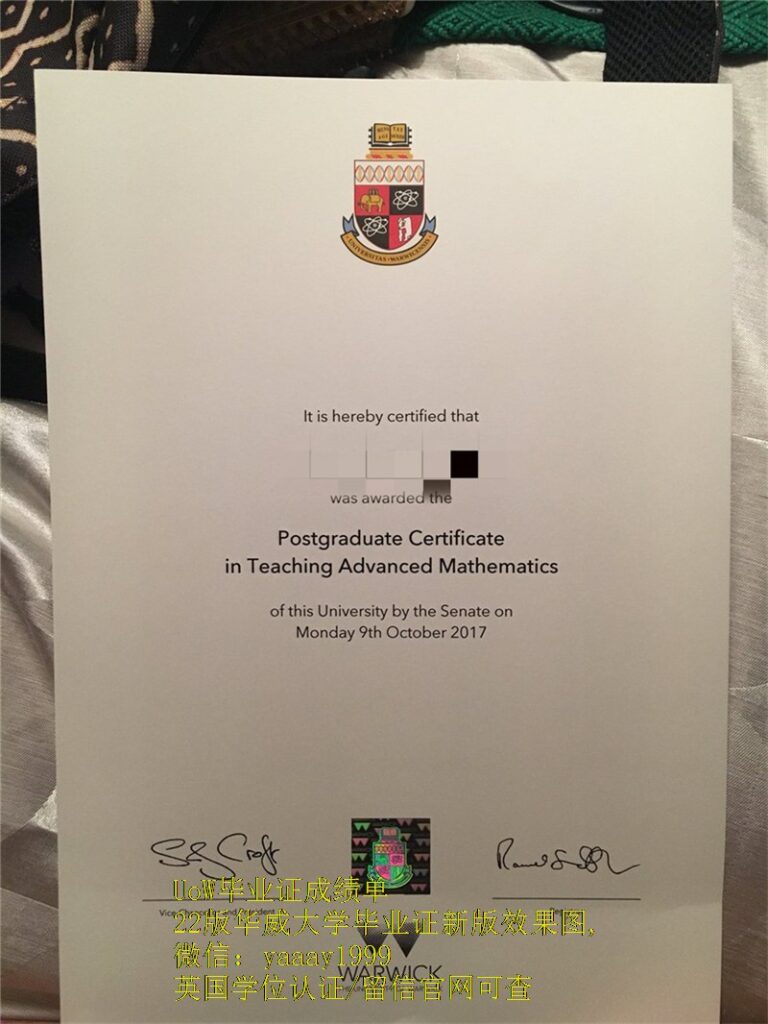 UNIVERSITAS WARWICENSIS
It is hereby certified that
was awarded the
Postgraduate Certificate
in Teaching Advanced Mathematics
of this University by the Senate on
Monday 9th October 2017
UoW毕业证成绩单
22版华威大学毕业证新版效果图,
微信: yaaay1999
WARWICK
英国学位认证/留信官网可查